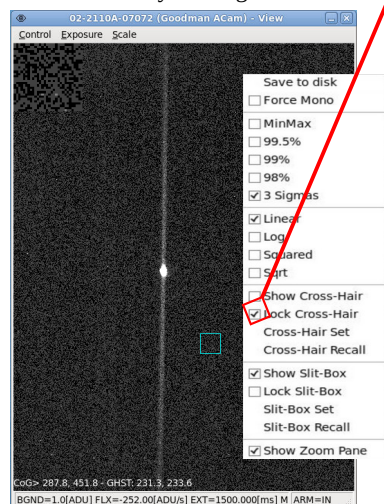 02-2110A-07072 (Goodman ACam) - View
Control Exposure Scale
Save to disk
Force Mono
MinMax
99.5%
99%
98%
3 Sigmas
Linear
Log
Squared
Sqrt
Show Cross-Hair
Lock Cross-Hair
Cross-Hair Set
Cross-Hair Recall
Show Slit-Box
Lock Slit-Box
Slit-Box Set
Slit-Box Recall
Show Zoom Pane
CoG> 287.8, 451.8 - GHST: 231.3, 233.6
BGND=1.0[ADU] FLX=-252.00[ADU/s] EXT=1500.000[ms] M ARM=IN